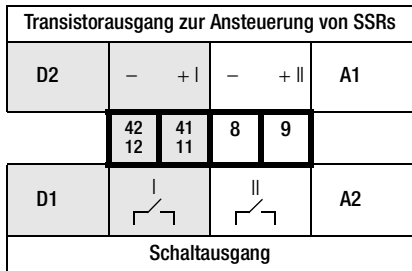 Transistorausgang zur Ansteuerung von SSRs
D2 – + I – + II A1
42 41 8 9
12 11
D1 I II A2
Schaltausgang